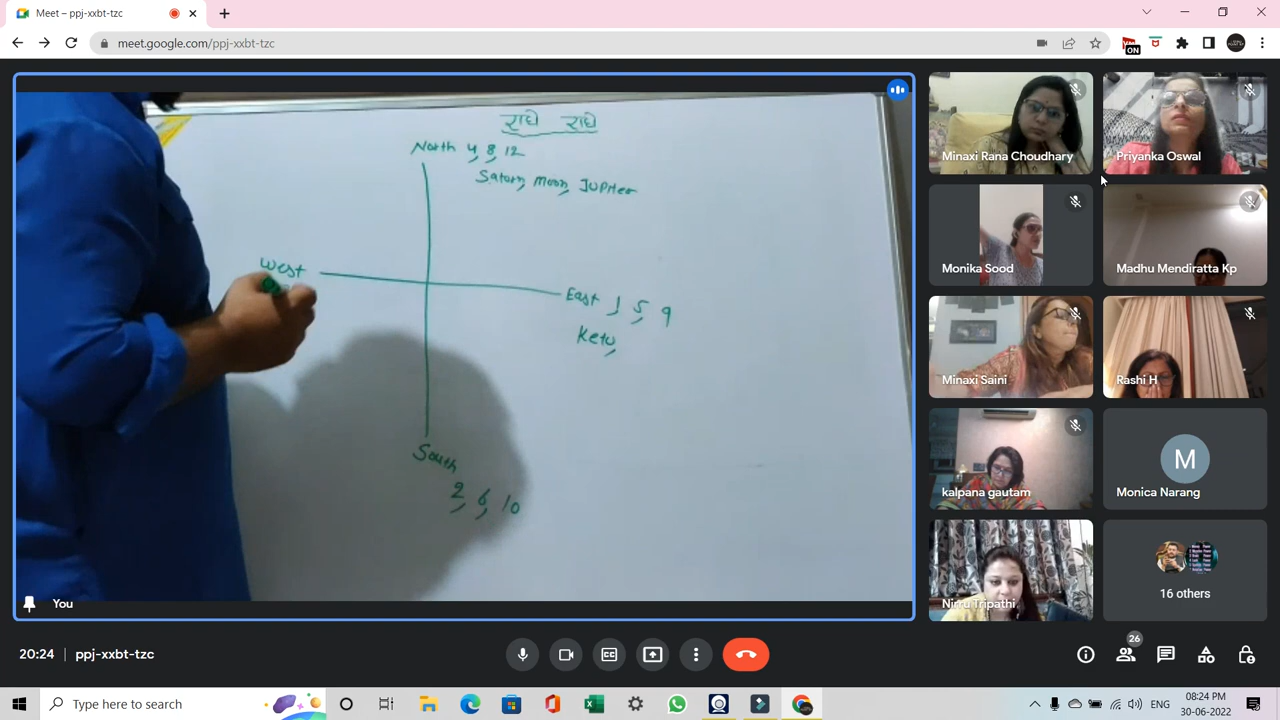 Meet – ppj-xxbt-tzc
meet.google.com/ppj-xxbt-tzc
ON
राधे राधे
North 4, 8, 12
Saturn, Moon, Jupiter
West
East 1, 5, 9
Ketu,
South
2, 6, 10
You
Minaxi Rana Choudhary
Priyanka Oswal
Monika Sood
Madhu Mendiratta Kp
Minaxi Saini
Rashi H
kalpana gautam
M
Monica Narang
Nirru Tripathi
16 others
20:24 | ppj-xxbt-tzc
CC
26
Type here to search
ENG
08:24 PM
30-06-2022